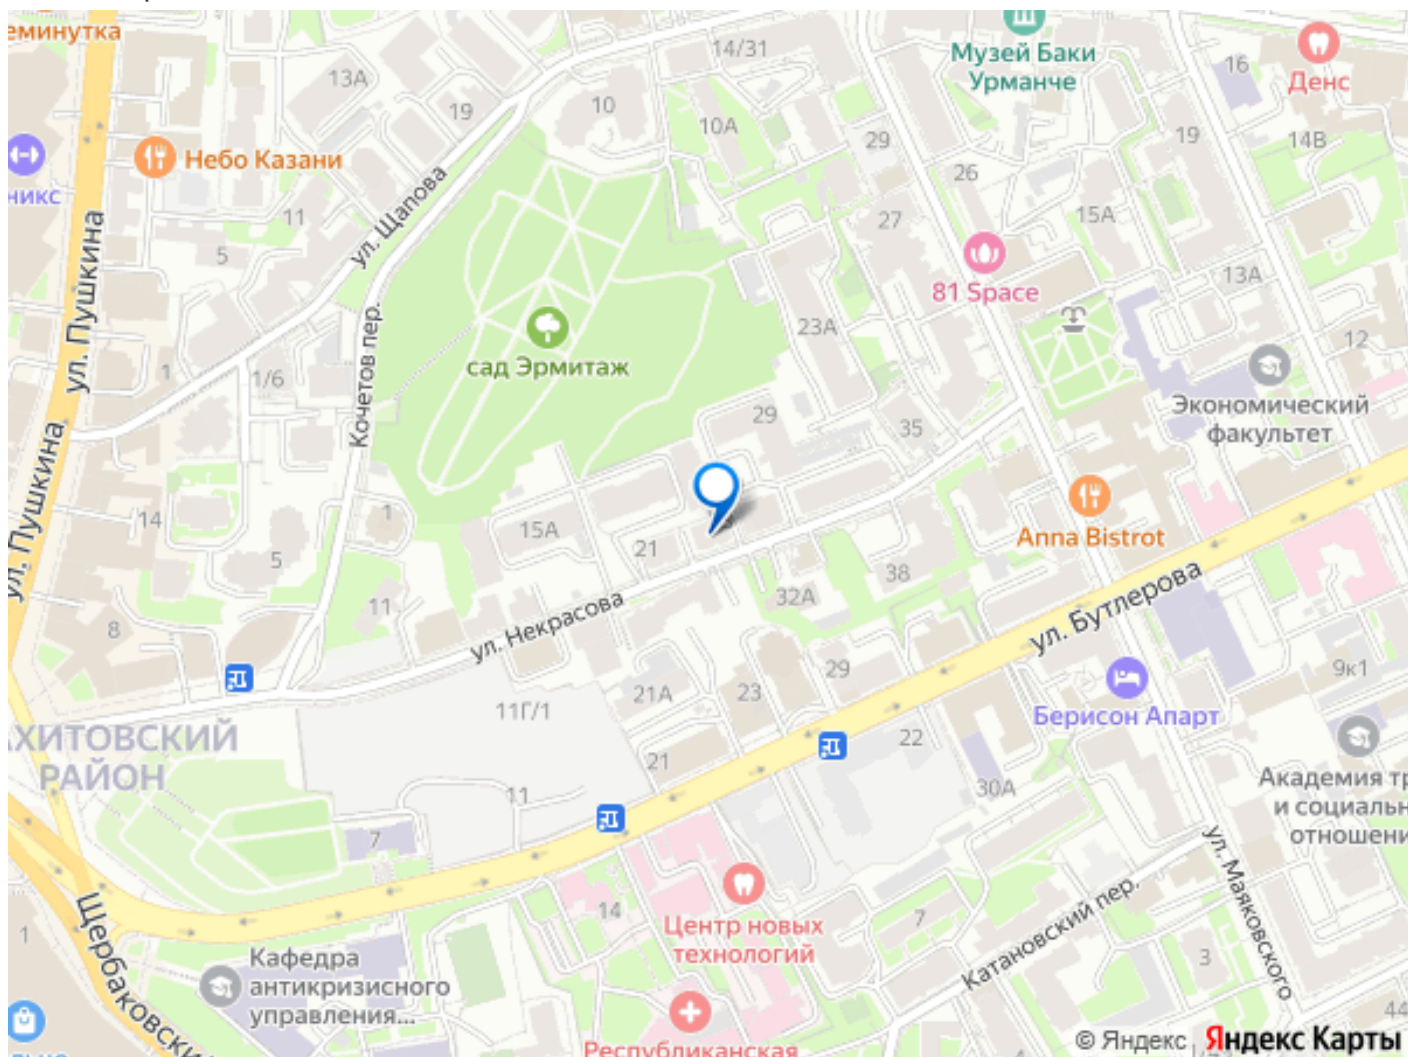 еминутка
14/31
Музей Баки
Урманче
16
Денс
13А
19
10
10А
29
19
14В
Небо Казани
никс
26
11
ул. Щапова
27
15А
5
ул. Пушкина
81 Space
13А
Кочетов пер.
23А
12
сад Эрмитаж
1
1/6
Экономический
факультет
29
35
ул. Пушкина
14
1
15А
21
Anna Bistrot
5
38
32А
11
ул. Некрасова
ул. Бутлерова
8
29
9к1
21А
23
Берисон Апарт
11Г/1
22
ХИТОВСКИЙ
РАЙОН
21
30А
11
Академия тр
и социальн
отношени
7
ул. Маяковского
Щербаковский
14
Центр новых
технологий
7
Катановский пер.
1
Кафедра
антикризисного
управления...
3
44
Республиканская
© Яндекс
Яндекс Карты